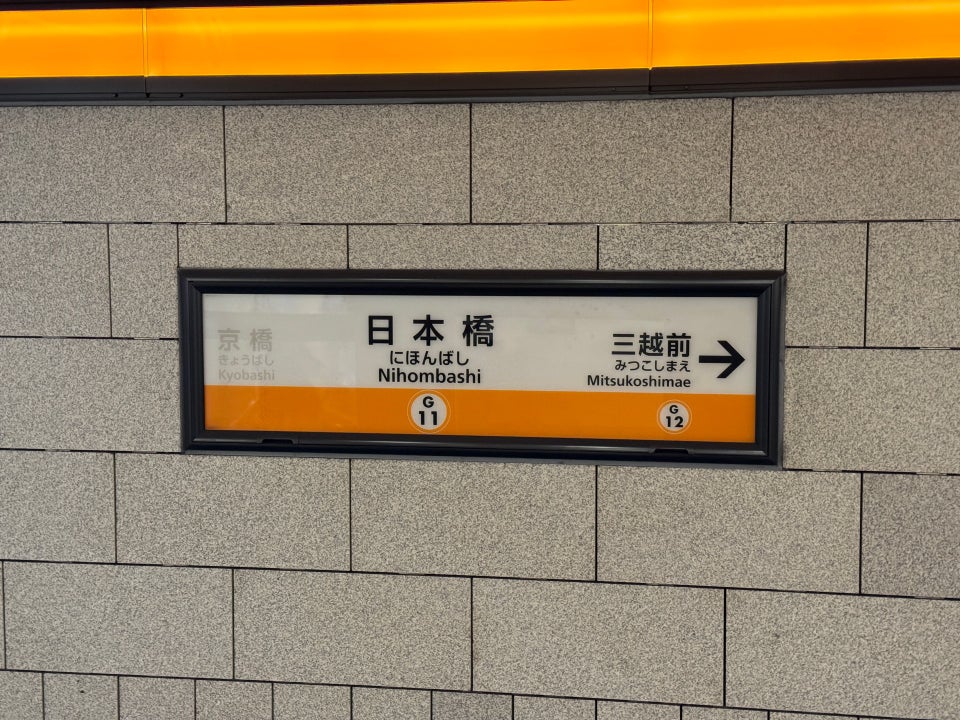 京橋
きょうばし
Kyobashi
日本橋
にほんばし
Nihombashi
G
11
三越前
みつこしまえ
Mitsukoshimae
→
G
12